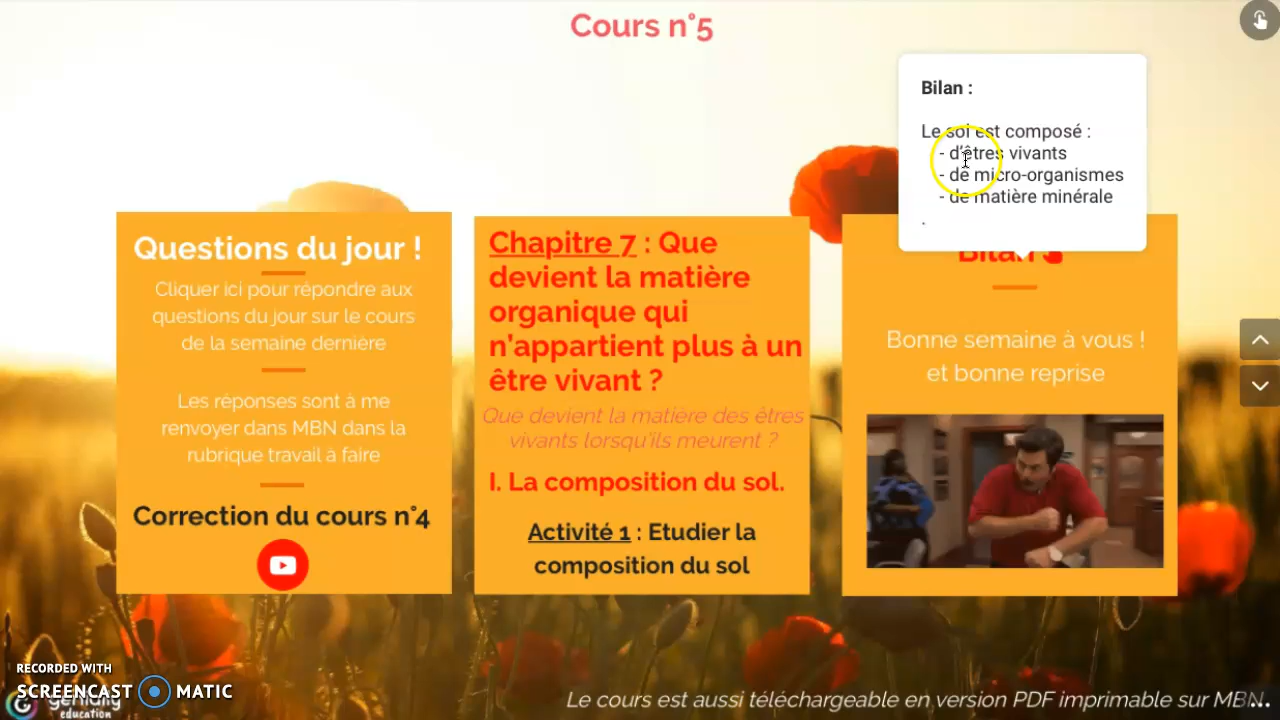 Cours n°5
Bilan :
Le sol est composé :
- d'êtres vivants
- de micro-organismes
- de matière minérale
.
Questions du jour !
Cliquer ici pour répondre aux
questions du jour sur le cours
de la semaine dernière
Les réponses sont à me
renvoyer dans MBN dans la
rubrique travail à faire
Correction du cours n°4
Chapitre 7 : Que
devient la matière
organique qui
n'appartient plus à un
être vivant ?
Que devient la matière des êtres
vivants lorsqu'ils meurent ?
I. La composition du sol.
Activité 1 : Etudier la
composition du sol
Bilan
Bonne semaine à vous !
et bonne reprise
RECORDED WITH
SCREENCAST MATIC
genially
education
Le cours est aussi téléchargeable en version PDF imprimable sur MBN...